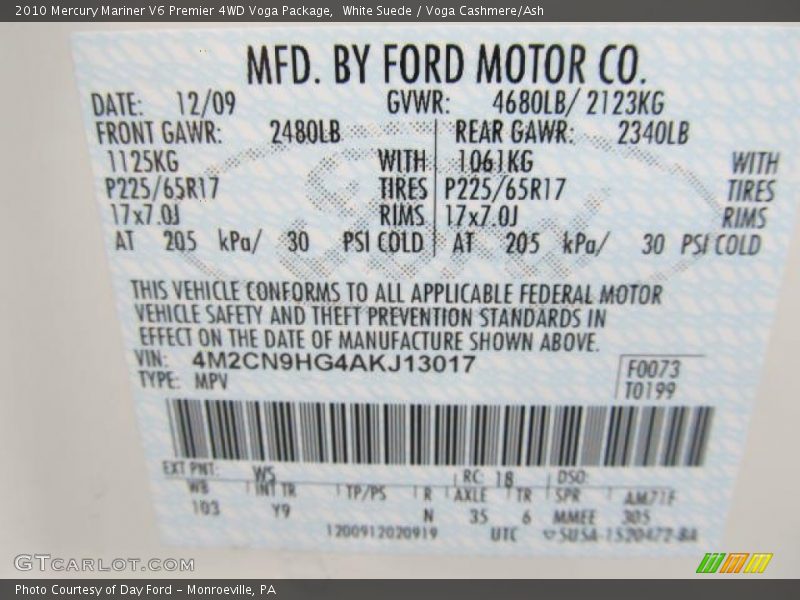 2010 Mercury Mariner V6 Premier 4WD Voga Package,  White Suede / Voga Cashmere/Ash
MFD. BY FORD MOTOR CO.
DATE: 12/09 GVWR: 4680LB/ 2123KG
FRONT GAWR: 2480LB REAR GAWR: 2340LB
1125KG WITH 1061KG WITH
P225/65R17 TIRES P225/65R17 TIRES
17x7.0J RIMS 17x7.0J RIMS
AT 205 kPa/ 30 PSI COLD AT 205 kPa/ 30 PSI COLD
THIS VEHICLE CONFORMS TO ALL APPLICABLE FEDERAL MOTOR
VEHICLE SAFETY AND THEFT PREVENTION STANDARDS IN
EFFECT ON THE DATE OF MANUFACTURE SHOWN ABOVE.
VIN: 4M2CN9HG4AKJ13017 F0073
TYPE: MPV T0199
EXT PNT: W5 RC: 18 DSO:
WB INT TR TP/PS R AXLE TR SPR
103 Y9 N 35 6 MMEE 305
1200912020919 UTC
GTCARLOT.COM
Photo Courtesy of Day Ford – Monroeville, PA